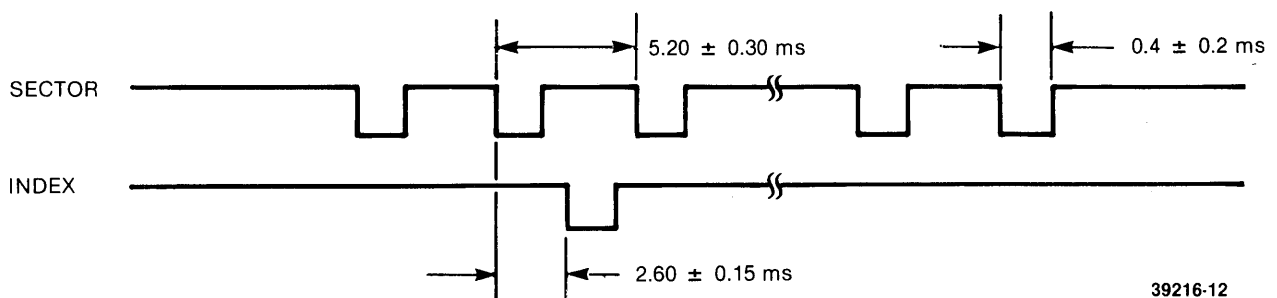 5.20 ± 0.30 ms
0.4 ± 0.2 ms
SECTOR
INDEX
2.60 ± 0.15 ms
39216-12